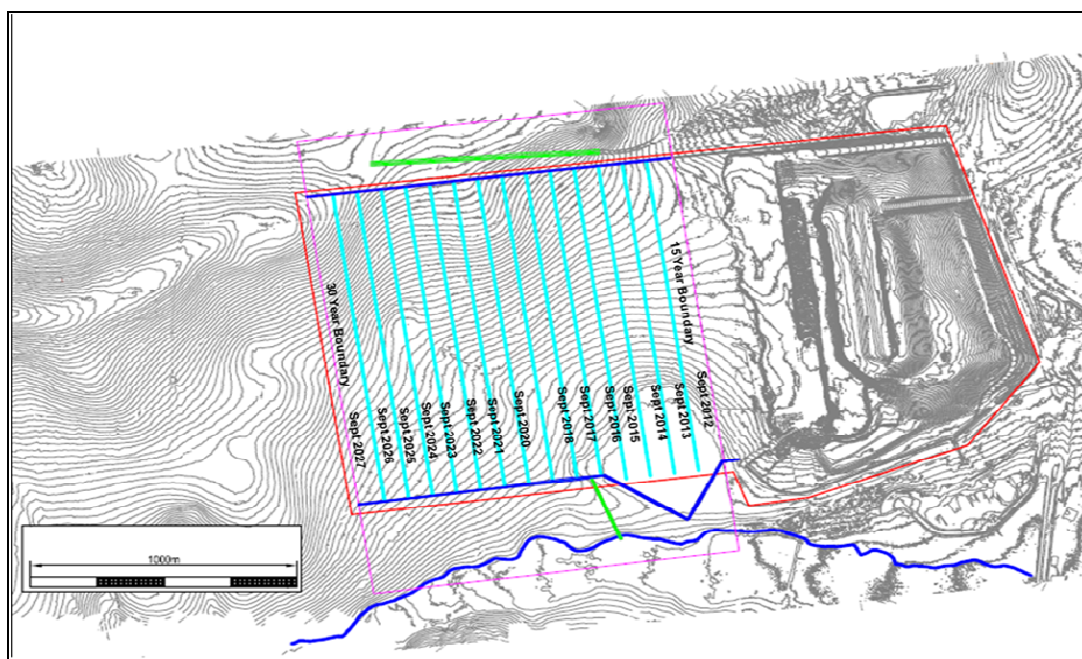 30 Year Boundary
15 Year Boundary
Sept 2027
Sept 2026
Sept 2025
Sept 2024
Sept 2023
Sept 2022
Sept 2021
Sept 2020
Sept 2018
Sept 2017
Sept 2016
Sept 2015
Sept 2014
Sept 2013
Sept 2012
1000m